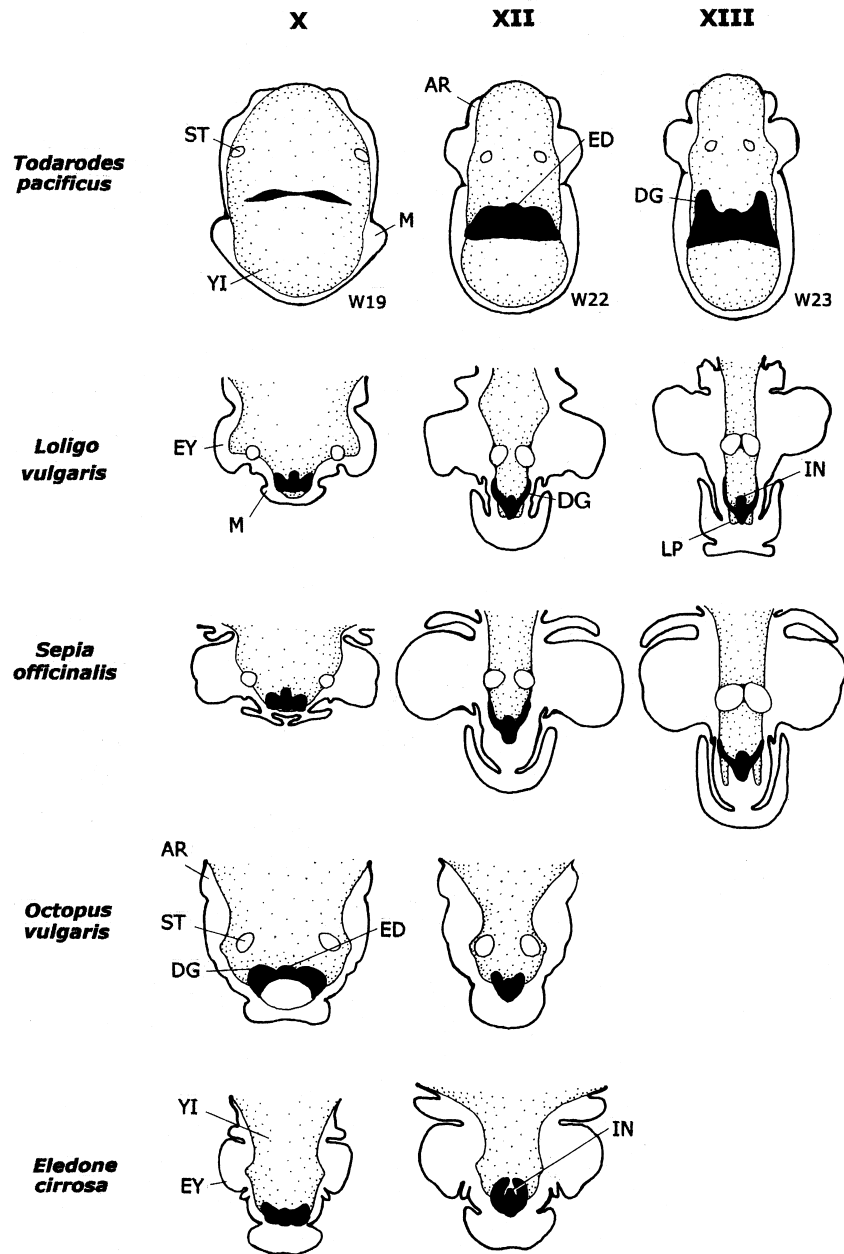 X
XII
XIII
AR
ST
ED
Todarodes
pacificus
DG
M
YI
W19
W22
W23
Loligo
vulgaris
EY
IN
DG
M
LP
Sepia
officinalis
AR
Octopus
vulgaris
ST
ED
DG
YI
IN
Eledone
cirrosa
EY